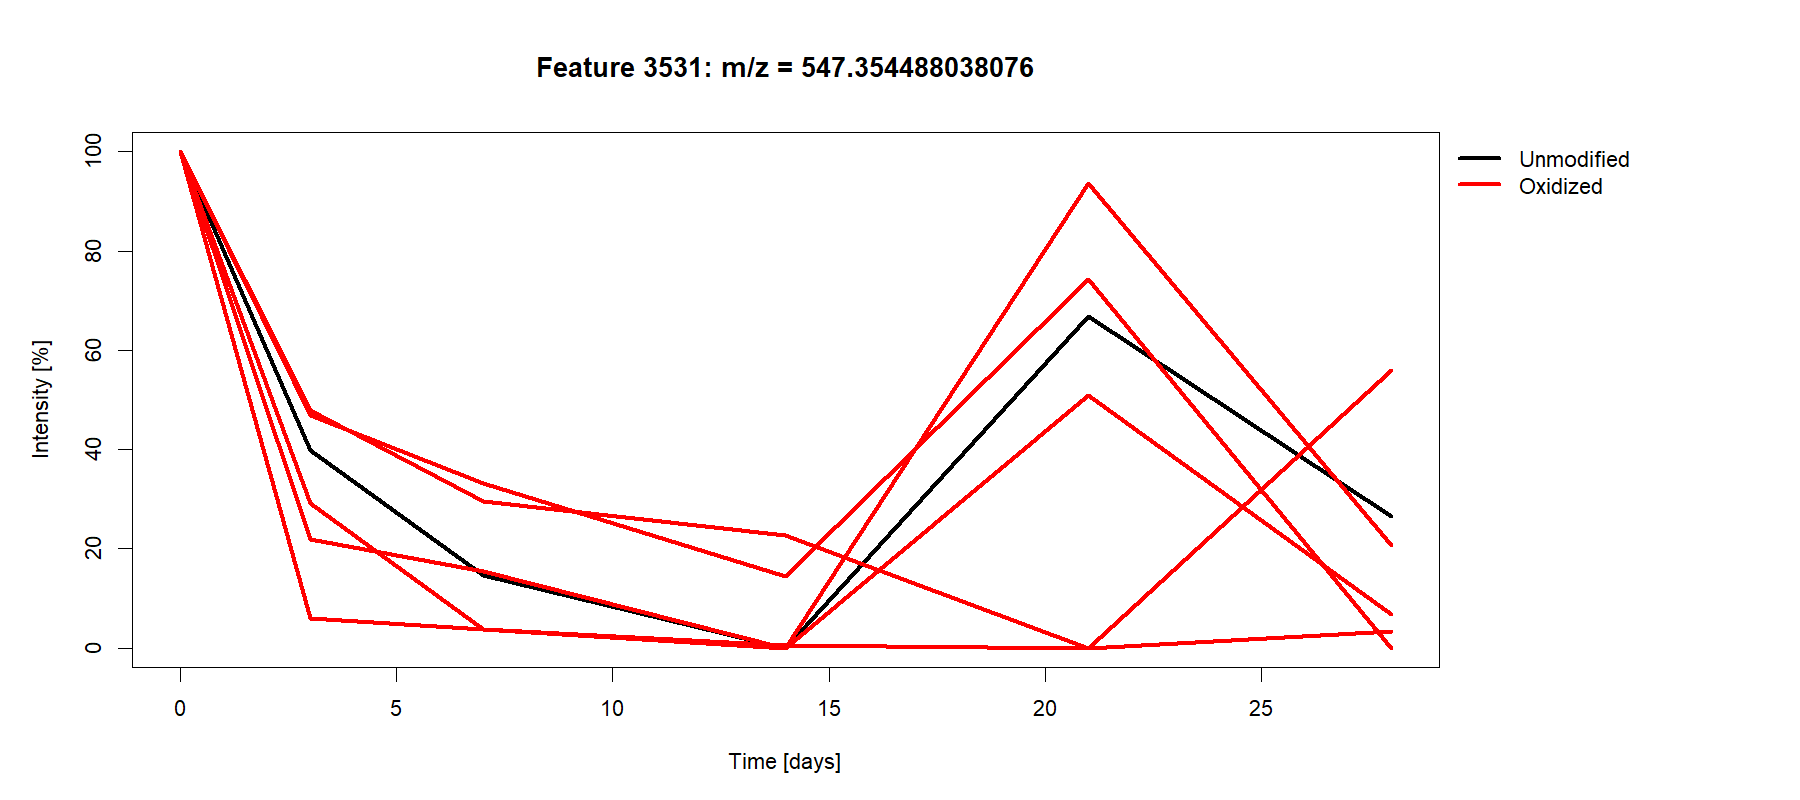 Feature 3531: m/z = 547.354488038076
Unmodified
Oxidized
Intensity [%]
100
80
60
40
20
0
0 5 10 15 20 25
Time [days]